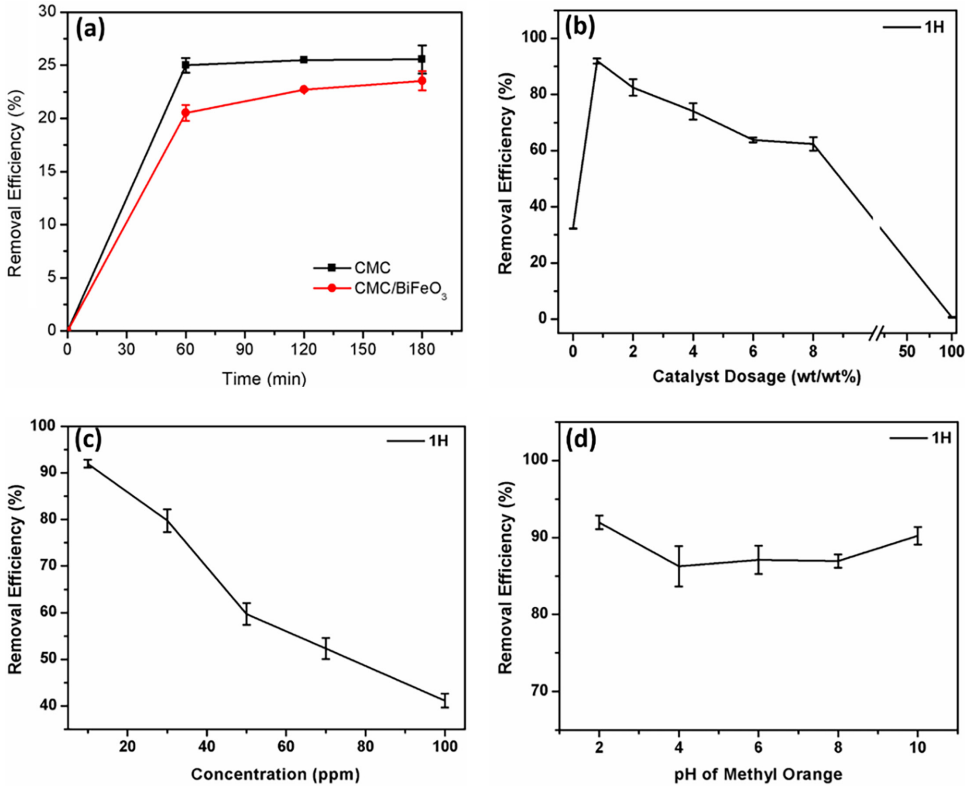 (a)
30
25
20
15
10
5
0
0 30 60 90 120 150 180
Removal Efficiency (%)
Time (min)
CMC
CMC/BiFeO₃
(b)
1H
100
80
60
40
20
0
0 2 4 6 8 50 100
Removal Efficiency (%)
Catalyst Dosage (wt/wt%)
(c)
1H
100
90
80
70
60
50
40
20 40 60 80 100
Removal Efficiency (%)
Concentration (ppm)
(d)
1H
100
90
80
70
2 4 6 8 10
Removal Efficiency (%)
pH of Methyl Orange